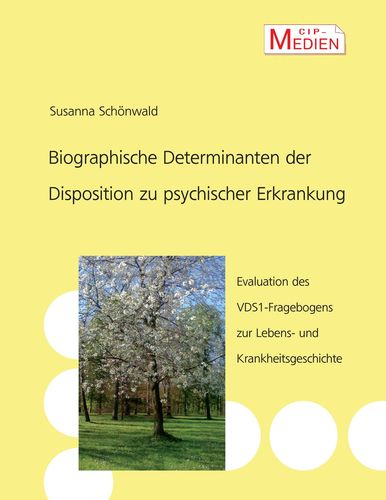 CIP-
MEDIEN
Susanna Schönwald
Biographische Determinanten der
Disposition zu psychischer Erkrankung
Evaluation des
VDS1-Fragebogens
zur Lebens- und
Krankheitsgeschichte